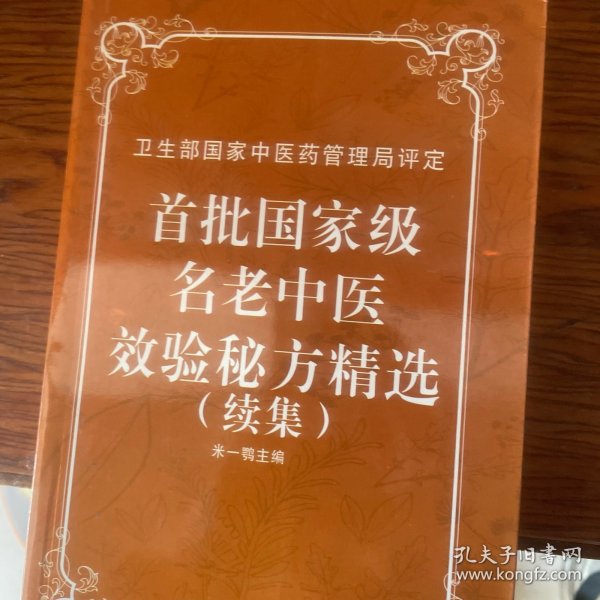 卫生部国家中医药管理局评定
首批国家级
名老中医
效验秘方精选
(续集)
米一鹗主编
孔夫子旧书网
www.kongfz.com